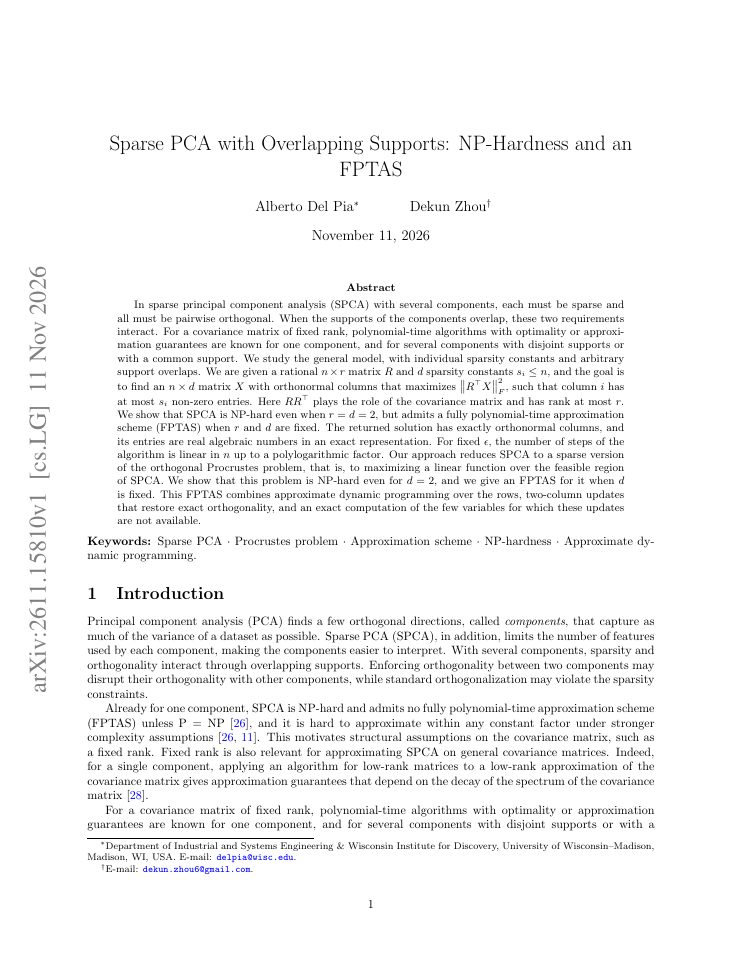 Sparse PCA with Overlapping Supports: NP-Hardness and an
FPTAS
Alberto Del Pia* Dekun Zhou†
November 11, 2026
arXiv:2611.15810v1 [cs.LG] 11 Nov 2026
Abstract
In sparse principal component analysis (SPCA) with several components, each must be sparse and
all must be pairwise orthogonal. When the supports of the components overlap, these two requirements
interact. For a covariance matrix of fixed rank, polynomial-time algorithms with optimality or approxi-
mation guarantees are known for one component, and for several components with disjoint supports or
with a common support. We study the general model, with individual sparsity constants and arbitrary
support overlaps. We are given a rational n × r matrix R and d sparsity constants sᵢ ≤ n, and the goal is
to find an n × d matrix X with orthonormal columns that maximizes ‖R⊤X‖²_F, such that column i has
at most sᵢ non-zero entries. Here RR⊤ plays the role of the covariance matrix and has rank at most r.
We show that SPCA is NP-hard even when r = d = 2, but admits a fully polynomial-time approximation
scheme (FPTAS) when r and d are fixed. The returned solution has exactly orthonormal columns, and
its entries are real algebraic numbers in an exact representation. For fixed ϵ, the number of steps of the
algorithm is linear in n up to a polylogarithmic factor. Our approach reduces SPCA to a sparse version
of the orthogonal Procrustes problem, that is, to maximizing a linear function over the feasible region
of SPCA. We show that this problem is NP-hard even for d = 2, and we give an FPTAS for it when d
is fixed. This FPTAS combines approximate dynamic programming over the rows, two-column updates
that restore exact orthogonality, and an exact computation of the few variables for which these updates
are not available.
Keywords: Sparse PCA · Procrustes problem · Approximation scheme · NP-hardness · Approximate dy-
namic programming.
1 Introduction
Principal component analysis (PCA) finds a few orthogonal directions, called components, that capture as
much of the variance of a dataset as possible. Sparse PCA (SPCA), in addition, limits the number of features
used by each component, making the components easier to interpret. With several components, sparsity and
orthogonality interact through overlapping supports. Enforcing orthogonality between two components may
disrupt their orthogonality with other components, while standard orthogonalization may violate the sparsity
constraints.
Already for one component, SPCA is NP-hard and admits no fully polynomial-time approximation scheme
(FPTAS) unless P = NP [26], and it is hard to approximate within any constant factor under stronger
complexity assumptions [26, 11]. This motivates structural assumptions on the covariance matrix, such as
a fixed rank. Fixed rank is also relevant for approximating SPCA on general covariance matrices. Indeed,
for a single component, applying an algorithm for low-rank matrices to a low-rank approximation of the
covariance matrix gives approximation guarantees that depend on the decay of the spectrum of the covariance
matrix [28].
For a covariance matrix of fixed rank, polynomial-time algorithms with optimality or approximation
guarantees are known for one component, and for several components with disjoint supports or with a
*Department of Industrial and Systems Engineering & Wisconsin Institute for Discovery, University of Wisconsin–Madison,
Madison, WI, USA. E-mail: delpia@wisc.edu.
†E-mail: dekun.zhou6@gmail.com.
1